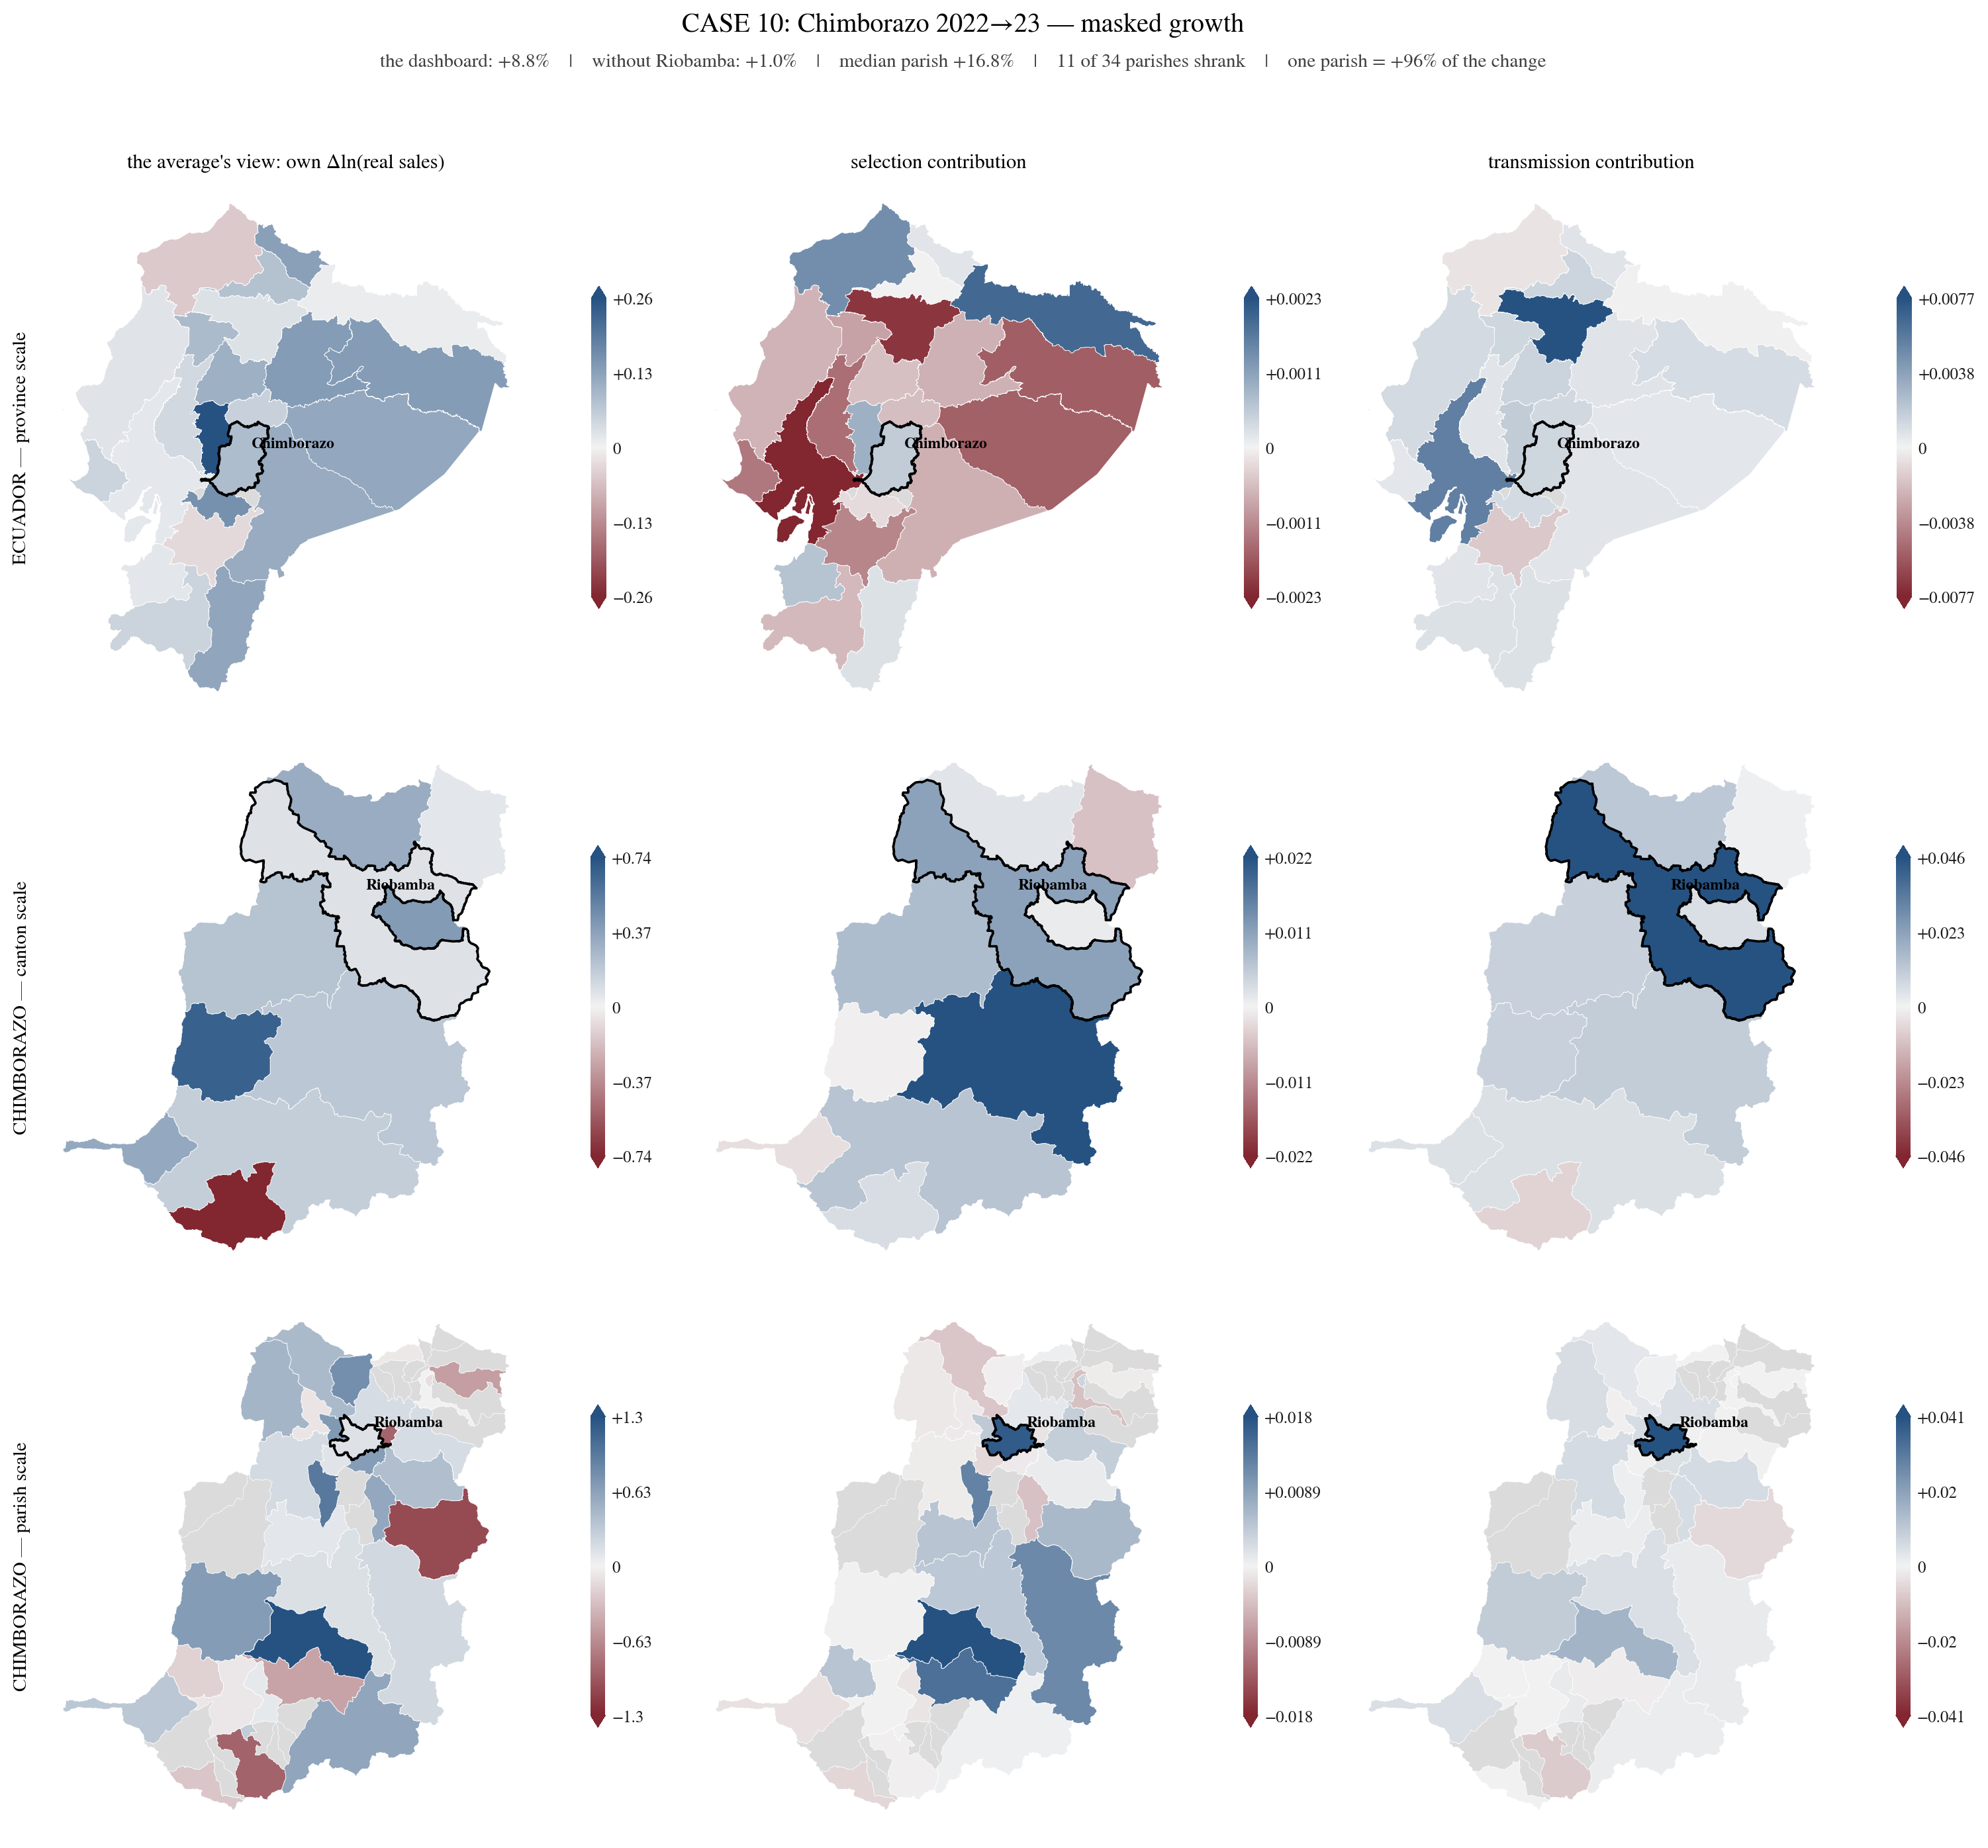 CASE 10: Chimborazo 2022→23 — masked growth
the dashboard: +8.8% | without Riobamba: +1.0% | median parish +16.8% | 11 of 34 parishes shrank | one parish = +96% of the change
the average's view: own Δln(real sales)
selection contribution
transmission contribution
ECUADOR — province scale
Chimborazo
+0.26
+0.13
0
−0.13
−0.26
Chimborazo
+0.0023
+0.0011
0
−0.0011
−0.0023
Chimborazo
+0.0077
+0.0038
0
−0.0038
−0.0077
CHIMBORAZO — canton scale
Riobamba
+0.74
+0.37
0
−0.37
−0.74
Riobamba
+0.022
+0.011
0
−0.011
−0.022
Riobamba
+0.046
+0.023
0
−0.023
−0.046
CHIMBORAZO — parish scale
Riobamba
+1.3
+0.63
0
−0.63
−1.3
Riobamba
+0.018
+0.0089
0
−0.0089
−0.018
Riobamba
+0.041
+0.02
0
−0.02
−0.041